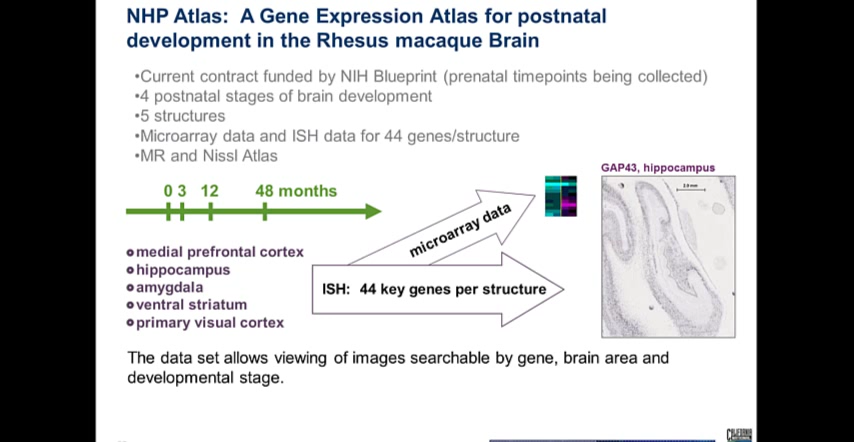 NHP Atlas: A Gene Expression Atlas for postnatal
development in the Rhesus macaque Brain
•Current contract funded by NIH Blueprint (prenatal timepoints being collected)
•4 postnatal stages of brain development
•5 structures
•Microarray data and ISH data for 44 genes/structure
•MR and Nissl Atlas
GAP43, hippocampus
0 3 12 48 months
2.0 mm
microarray data
medial prefrontal cortex
hippocampus
amygdala
ventral striatum
primary visual cortex
ISH: 44 key genes per structure
The data set allows viewing of images searchable by gene, brain area and
developmental stage.
CALIFORNIA